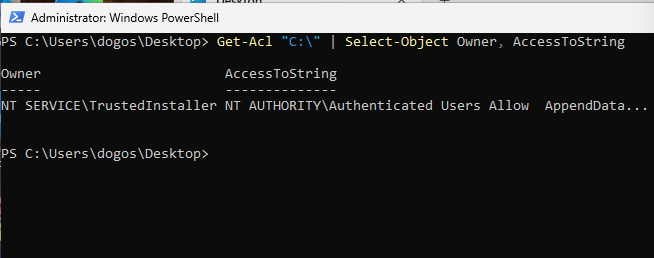 Desktop
Administrator: Windows PowerShell
PS C:\Users\dogos\Desktop> Get-Acl "C:\" | Select-Object Owner, AccessToString
Owner                   AccessToString
-----                   --------------
NT SERVICE\TrustedInstaller NT AUTHORITY\Authenticated Users Allow  AppendData...
PS C:\Users\dogos\Desktop>